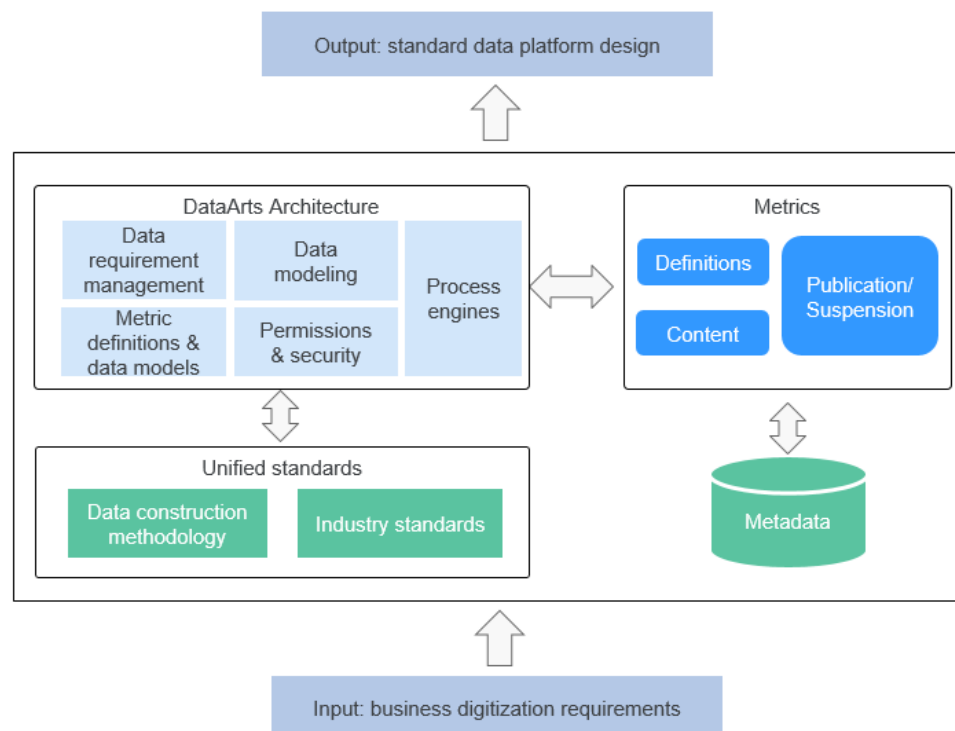 Output: standard data platform design
DataArts Architecture
Data
requirement
management
Data
modeling
Process
engines
Metric
definitions &
data models
Permissions
& security
Metrics
Definitions
Content
Publication/
Suspension
Unified standards
Data construction
methodology
Industry standards
Metadata
Input: business digitization requirements